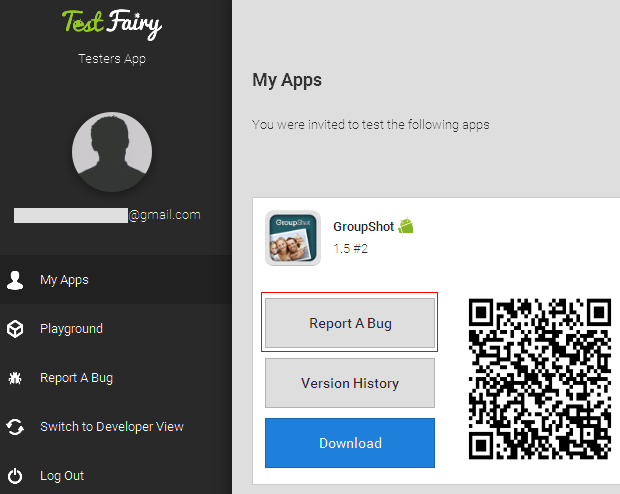 Test Fairy
Testers App
@gmail.com
My Apps
Playground
Report A Bug
Switch to Developer View
Log Out
My Apps
You were invited to test the following apps
GroupShot
GroupShot
1.5 #2
Report A Bug
Version History
Download